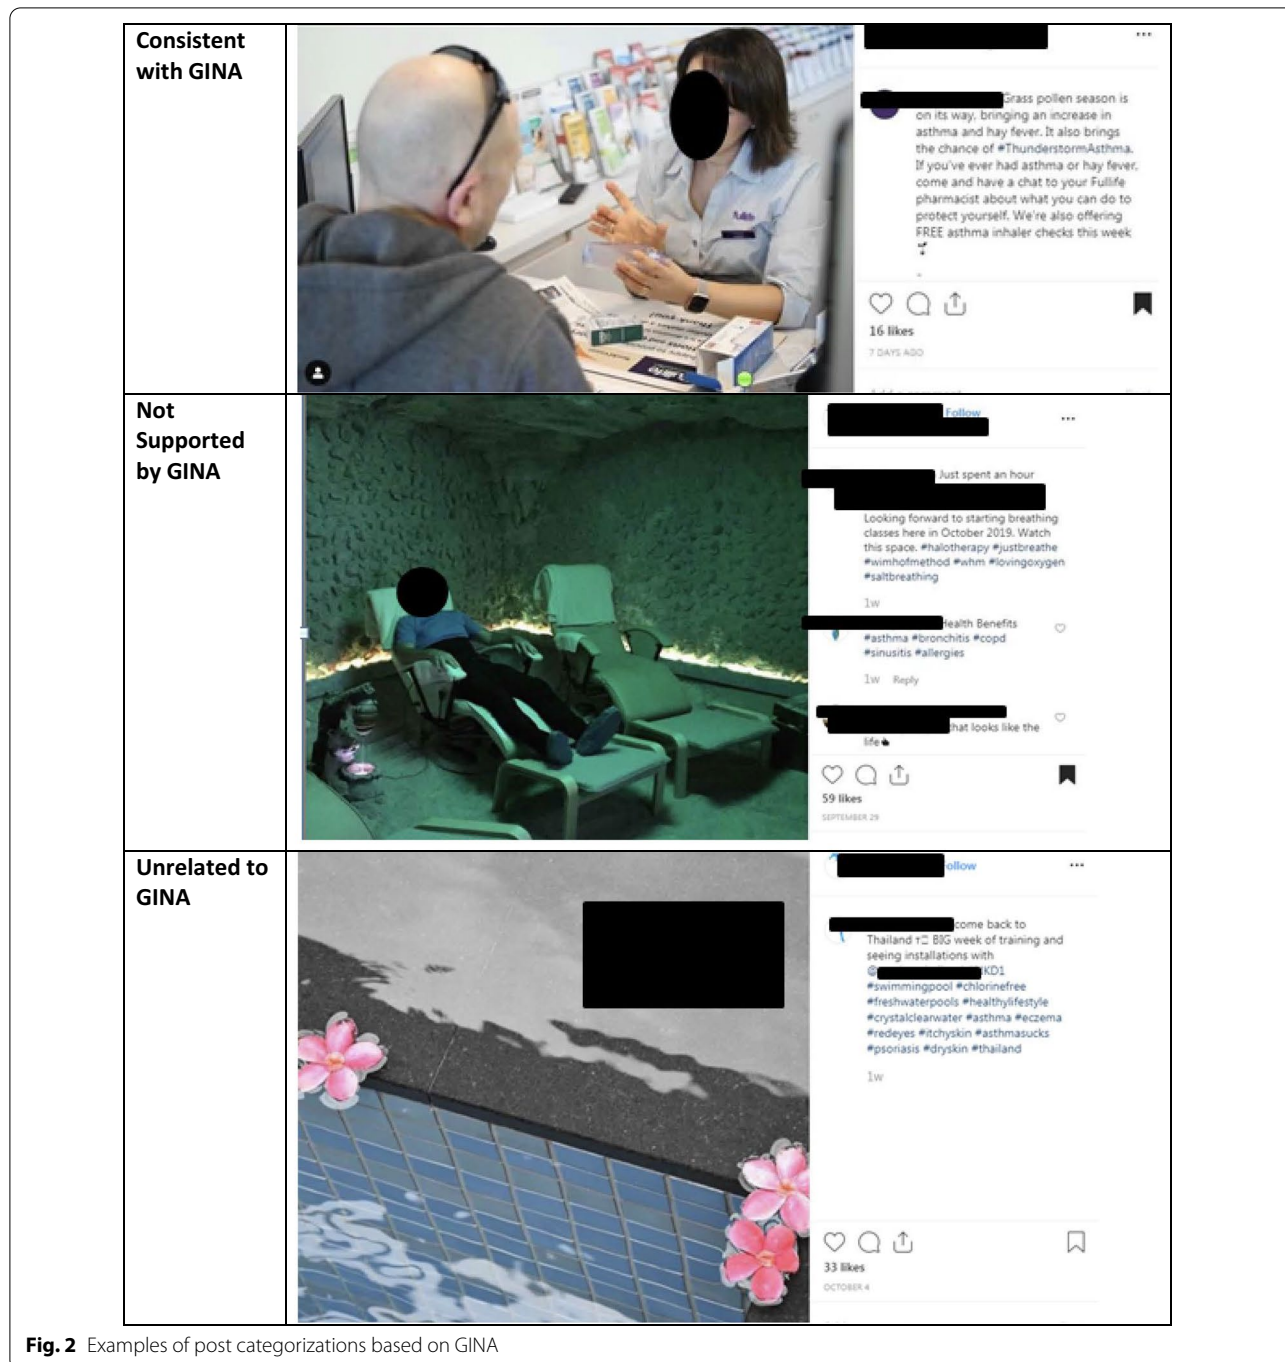 Consistent
with GINA
Grass pollen season is
on its way, bringing an increase in
asthma and hay fever. It also brings
the chance of #ThunderstormAsthma.
If you've ever had asthma or hay fever,
come and have a chat to your Fullife
pharmacist about what you can do to
protect yourself. We're also offering
FREE asthma inhaler checks this week
16 likes
7 DAYS AGO
Fullife
Thank you!
Fullife
Not
Supported
by GINA
Follow
Just spent an hour
Looking forward to starting breathing
classes here in October 2019. Watch
this space. #halotherapy #justbreathe
#wimhofmethod #whm #lovingoxygen
#saltbreathing
1w
Health Benefits
#asthma #bronchitis #copd
#sinusitis #allergies
1w Reply
that looks like the
life
59 likes
SEPTEMBER 29
Unrelated to
GINA
ollow
come back to
Thailand BIG week of training and
seeing installations with
@ KD1
#swimmingpool #chlorinefree
#freshwaterpools #healthylifestyle
#crystalclearwater #asthma #eczema
#redeyes #itchyskin #asthmasucks
#psoriasis #dryskin #thailand
1w
33 likes
OCTOBER 4
Fig. 2 Examples of post categorizations based on GINA